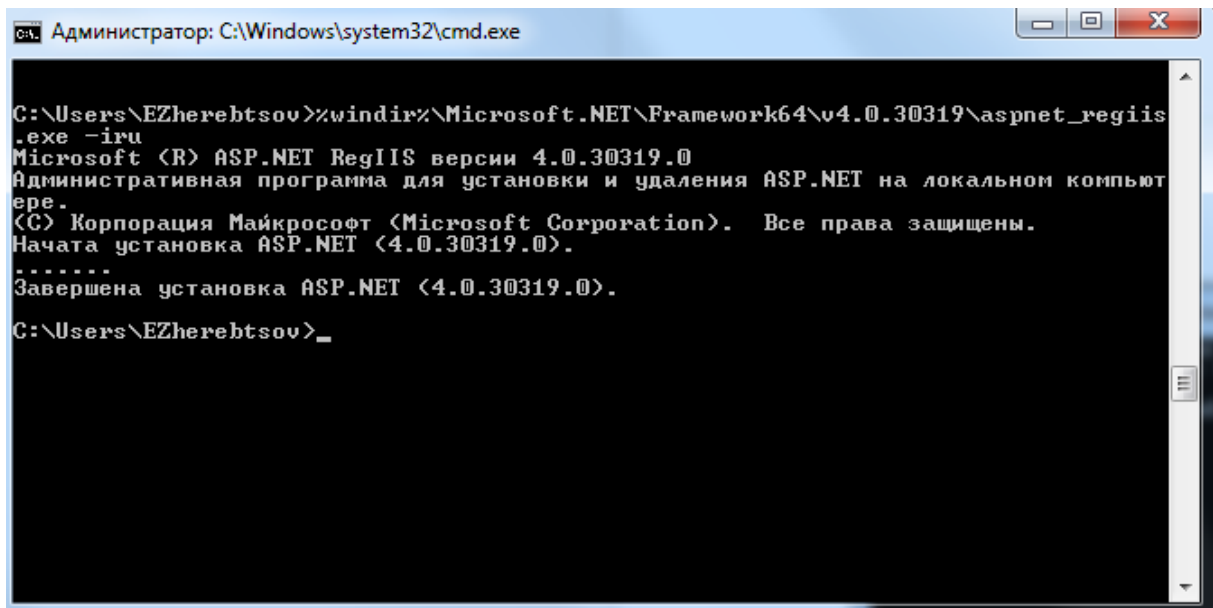 Администратор: C:\Windows\system32\cmd.exe
C:\Users\EZherebtsov>%windir%\Microsoft.NET\Framework64\v4.0.30319\aspnet_regiis
.exe -iru
Microsoft (R) ASP.NET RegIIS версии 4.0.30319.0
Административная программа для установки и удаления ASP.NET на локальном компьют
ере.
(C) Корпорация Майкрософт (Microsoft Corporation).  Все права защищены.
Начата установка ASP.NET (4.0.30319.0).
.......
Завершена установка ASP.NET (4.0.30319.0).
C:\Users\EZherebtsov>_